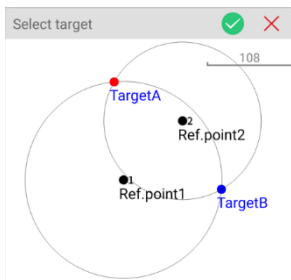 Select target
108
TargetA
2
Ref.point2
1
Ref.point1
TargetB